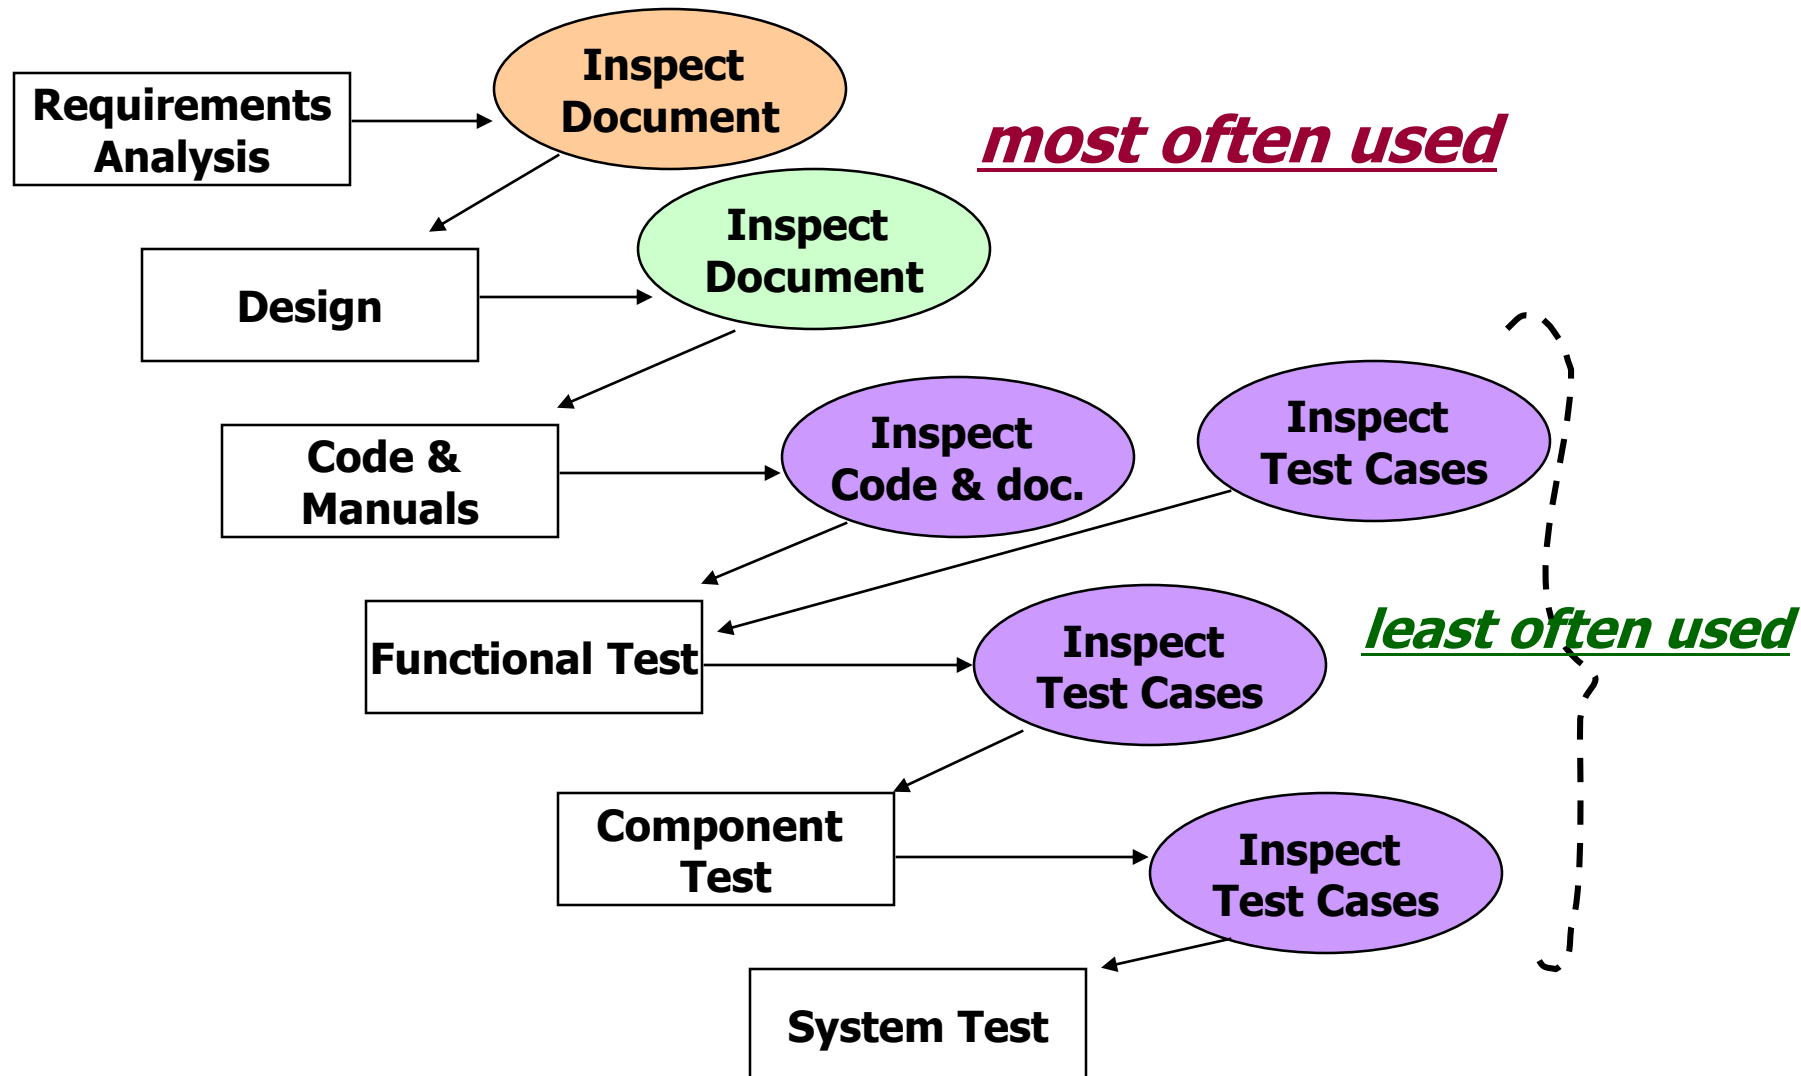 Inspect
Document
Requirements
Analysis
most often used
Inspect
Document
Design
Inspect
Test Cases
Inspect
Code & doc.
Code &
Manuals
least often used
Inspect
Test Cases
Functional Test
Component
Test
Inspect
Test Cases
System Test